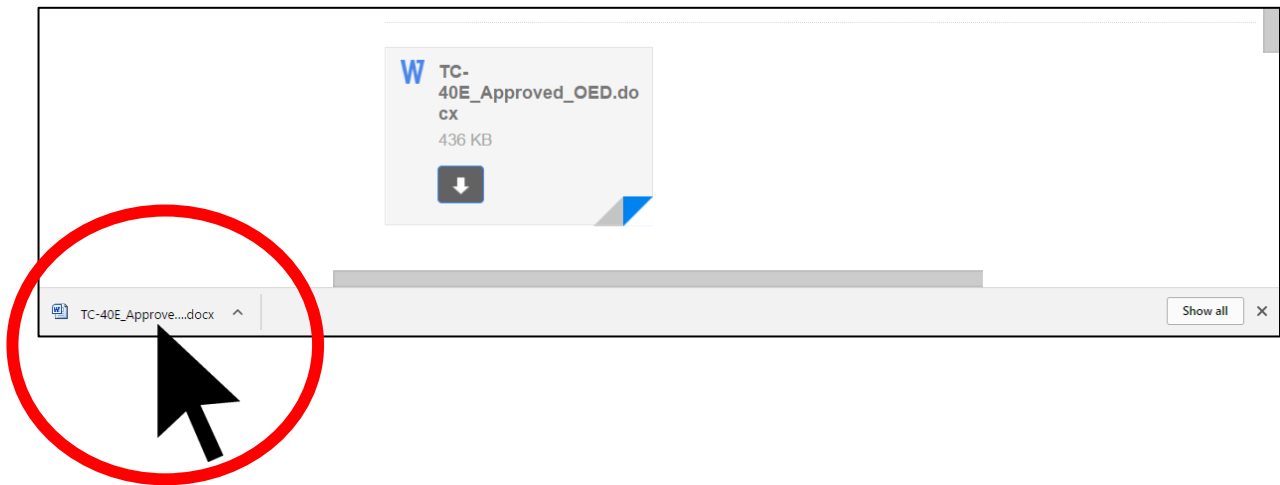 TC-
40E_Approved_OED.do
cx
436 KB
TC-40E_Approve....docx
Show all